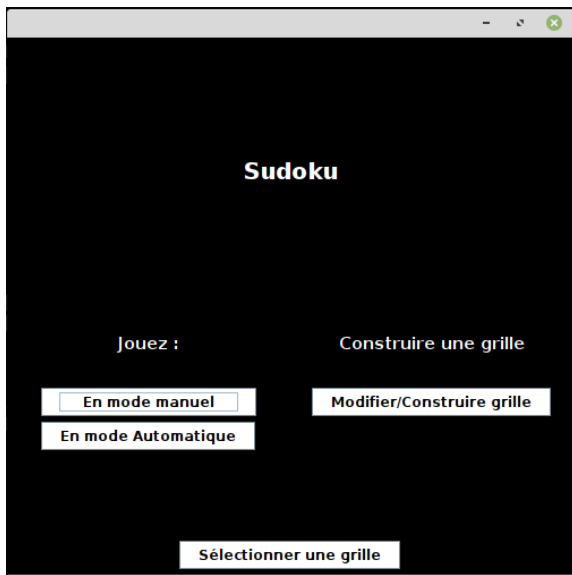 Sudoku
Jouez :
Construire une grille
En mode manuel
Modifier/Construire grille
En mode Automatique
Sélectionner une grille